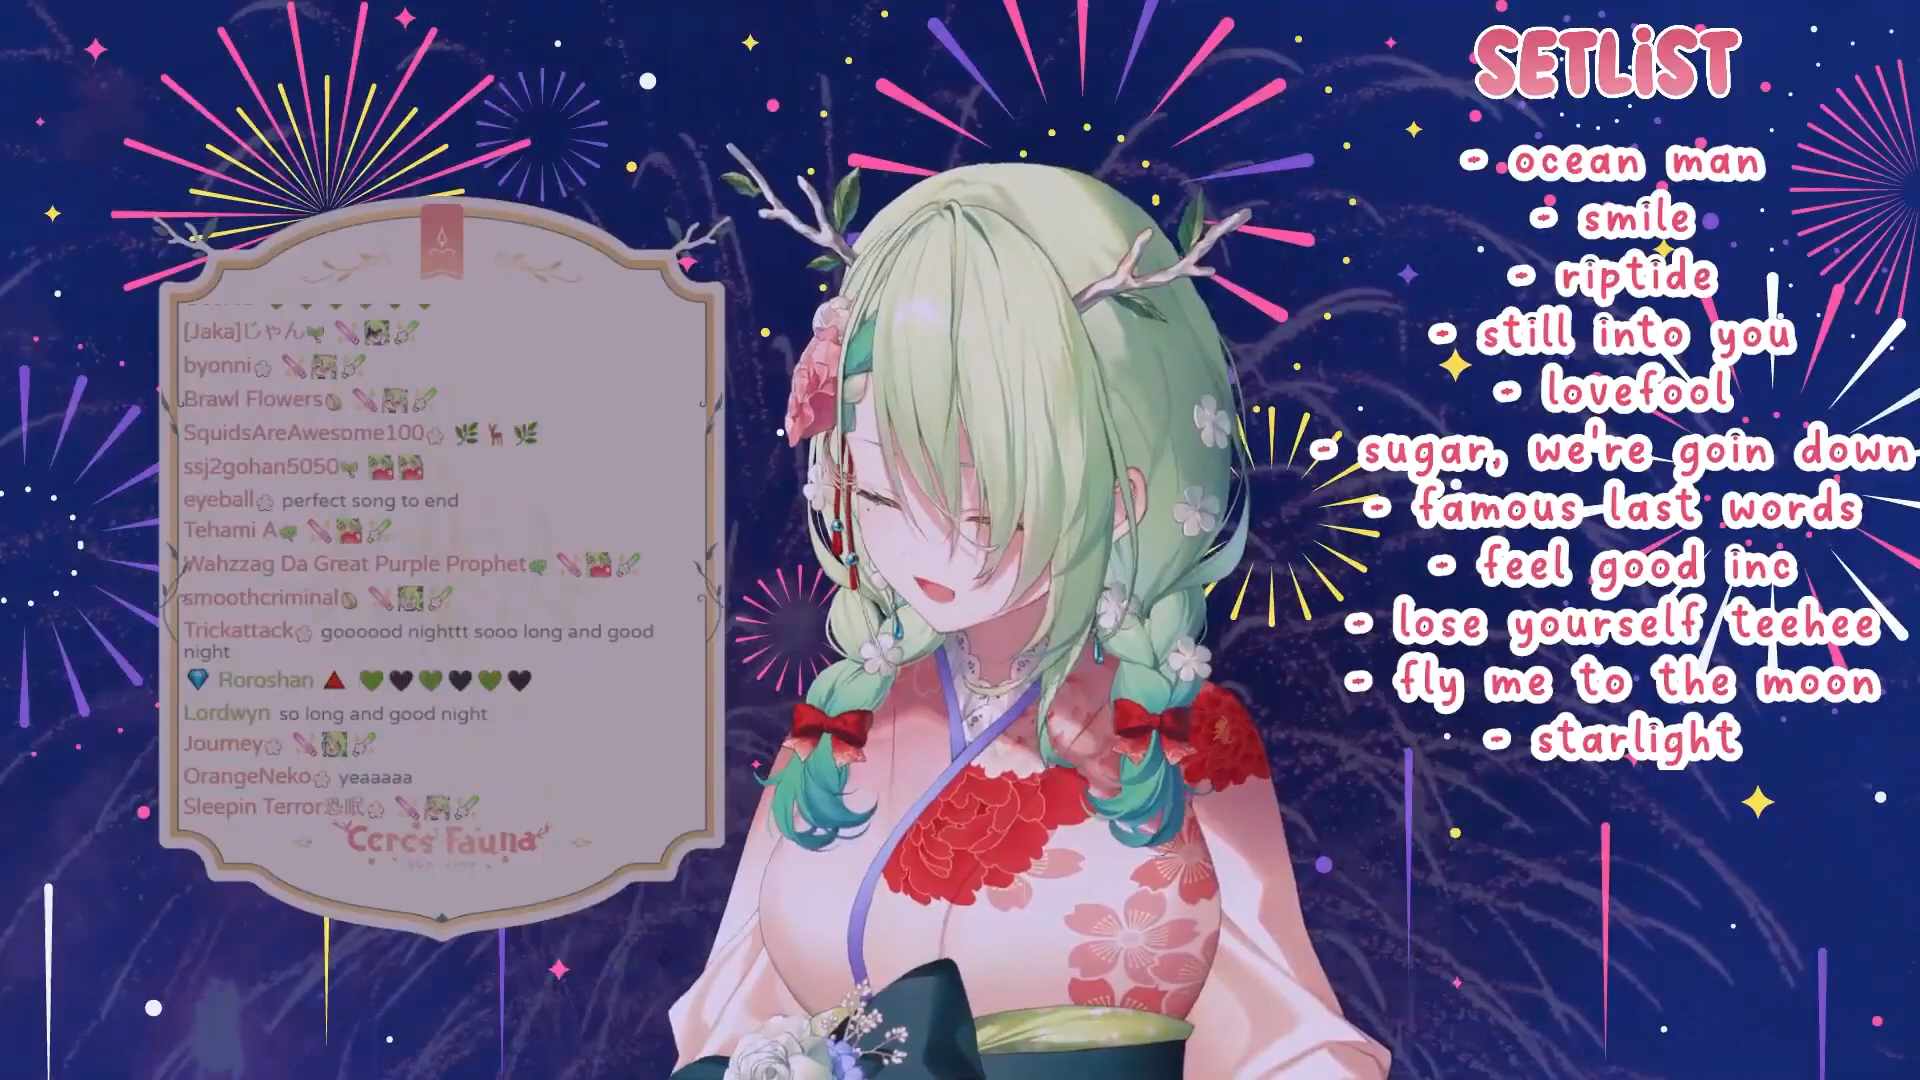 [Jaka]じゃん
byonni
Brawl Flowers
SquidsAreAwesome100
ssj2gohan5050
eyeball perfect song to end
Tehami A
Wahzzag Da Great Purple Prophet
smoothcriminal
Trickattack goooood nighttt sooo long and good
night
Roroshan
Lordwyn so long and good night
Journey
OrangeNeko yeaaaaa
Sleepin Terror恐眠
Ceres Fauna
SETLiST
- ocean man
- smile
- riptide
- still into you
- lovefool
- sugar, we're goin down
- famous last words
- feel good inc
- lose yourself teehee
- fly me to the moon
- starlight